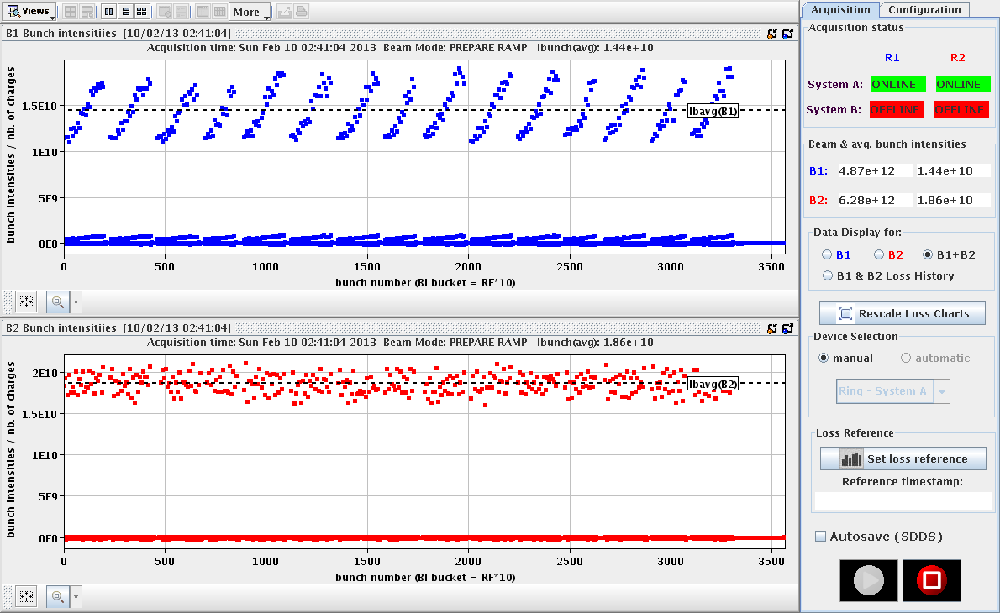 Views
More
B1 Bunch intensitiies [10/02/13 02:41:04]
Acquisition time: Sun Feb 10 02:41:04 2013 Beam Mode: PREPARE RAMP Ibunch(avg): 1.44e+10
bunch intensities / nb. of charges
1.5E10
1E10
5E9
0E0
Ibavg(B1)
0 500 1000 1500 2000 2500 3000 3500
bunch number (BI bucket = RF*10)
B2 Bunch intensitiies [10/02/13 02:41:04]
Acquisition time: Sun Feb 10 02:41:04 2013 Beam Mode: PREPARE RAMP Ibunch(avg): 1.86e+10
bunch intensities / nb. of charges
2E10
1.5E10
1E10
5E9
0E0
Ibavg(B2)
0 500 1000 1500 2000 2500 3000 3500
bunch number (BI bucket = RF*10)
Acquisition Configuration
Acquisition status
R1 R2
System A: ONLINE ONLINE
System B: OFFLINE OFFLINE
Beam & avg. bunch intensities
B1: 4.87e+12 1.44e+10
B2: 6.28e+12 1.86e+10
Data Display for:
B1 B2 B1+B2
B1 & B2 Loss History
Rescale Loss Charts
Device Selection
manual automatic
Ring - System A
Loss Reference
Set loss reference
Reference timestamp:
Autosave (SDDS)